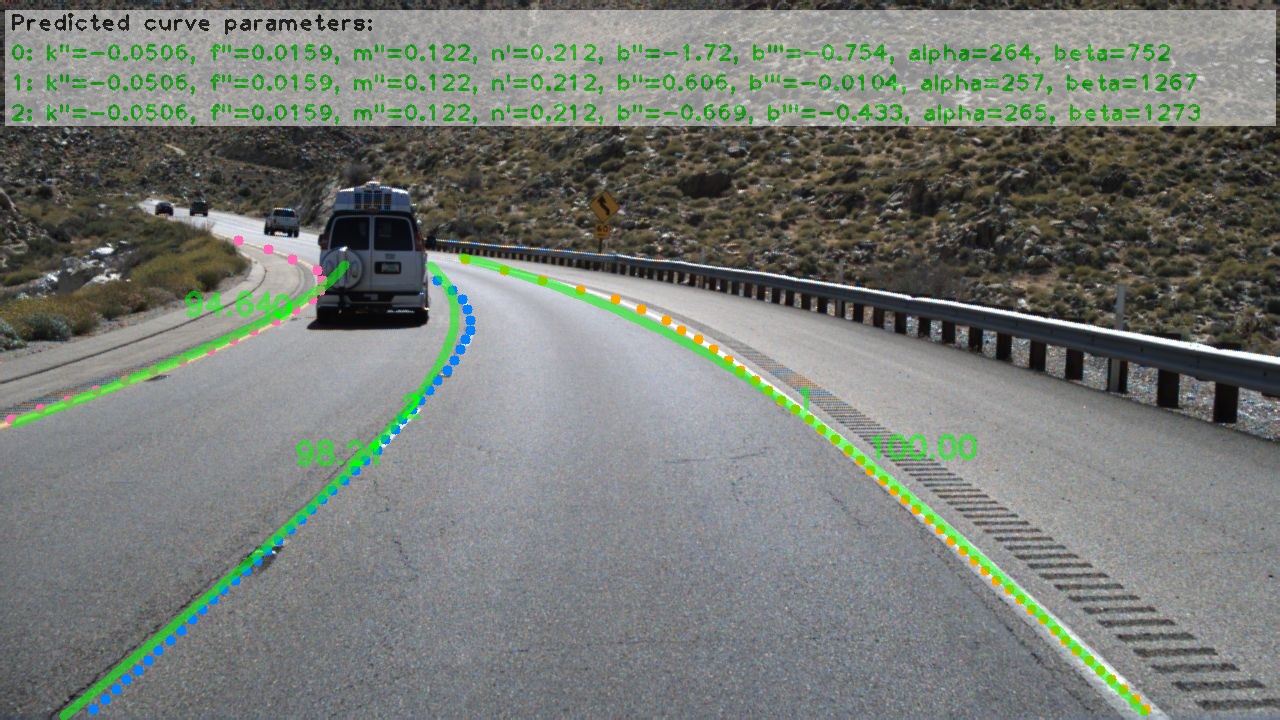 Predicted curve parameters:
0: k''=-0.0506, f''=0.0159, m''=0.122, n'=0.212, b''=-1.72, b'''=-0.754, alpha=264, beta=752
1: k''=-0.0506, f''=0.0159, m''=0.122, n'=0.212, b''=0.606, b'''=-0.0104, alpha=257, beta=1267
2: k''=-0.0506, f''=0.0159, m''=0.122, n'=0.212, b''=-0.669, b'''=-0.433, alpha=265, beta=1273
94.640
100.00